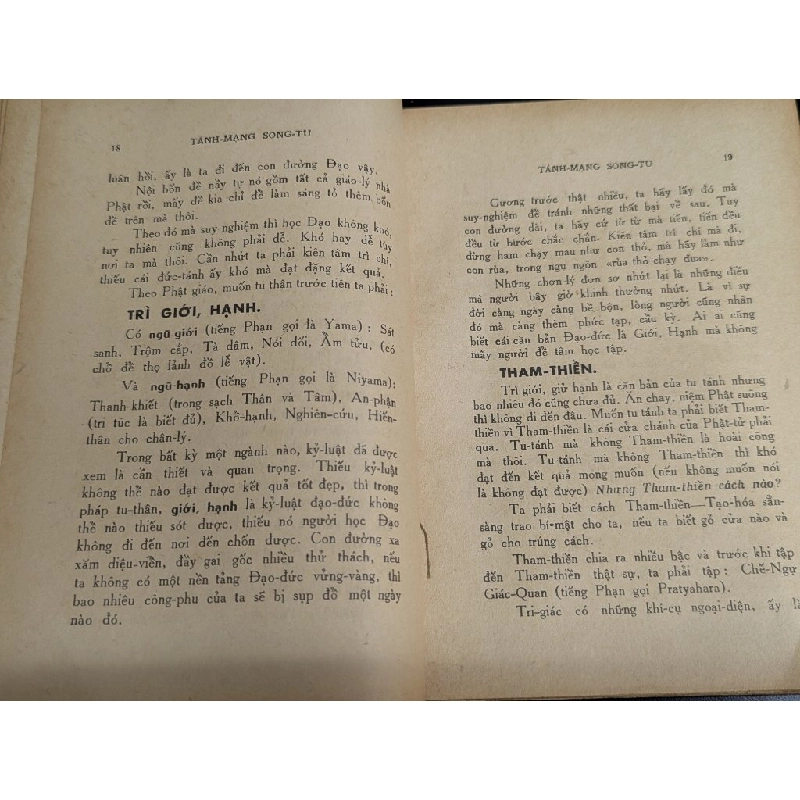 18
TÁNH-MẠNG SONG-TU
luân hồi, ấy là ta đi đến con đường Đạo vậy.
Nội bốn đề nầy tự nó gồm tất cả giáo-lý nhà
Phật rồi, mấy đề kia chỉ để làm sáng tỏ thêm bốn
đề trên mà thôi.
Theo đó mà suy-nghiệm thì học Đạo không khó,
tuy nhiên cũng không phải dễ. Khó hay dễ tùy
nơi ta mà thôi. Cần nhứt ta phải kiên tâm trì chí,
thiếu cái đức-tánh ấy khó mà đạt đặng kết quả.
Theo Phật giáo, muốn tu thân trước tiên ta phải:
TRÌ GIỚI, HẠNH.
Có ngũ-giới (tiếng Phạn gọi là Yama) : Sát
sanh, Trộm cắp, Tà dâm, Nói dối, Ẩm tửu, (có
chỗ để thọ lãnh đồ lễ vật).
Và ngũ-hạnh (tiếng Phạn gọi là Niyama):
Thanh-khiết (trong sạch Thân và Tâm), An-phận
(tri túc là biết đủ), Khổ-hạnh, Nghiên-cứu, Hiến-
thân cho chân-lý.
Trong bất kỳ một ngành nào, kỷ-luật đã được
xem là cần thiết và quan trọng. Thiếu kỷ-luật
không thể nào đạt được kết quả tốt đẹp, thì trong
pháp tu-thân, giới, hạnh là kỷ-luật đạo-đức không
thể nào thiếu sót được, thiếu nó người học Đạo
không đi đến nơi đến chốn được. Con đường xa
xăm diệu-viễn, đầy gai gốc nhiều thử thách, nếu
ta không có một nền tảng Đạo-đức vững-vàng, thì
bao nhiêu công-phu của ta sẽ bị sụp đổ một ngày
nào đó.
TÁNH-MẠNG SONG-TU
19
Gương trước thật nhiều, ta hãy lấy đó mà
suy-nghiệm để tránh những thất bại về sau. Tuy
con đường dài, ta hãy cứ từ từ mà tiến, tiến đều
đều từ bước chắc chắn. Kiên tâm trì chí mà đi,
đừng ham chạy mau như con thỏ, mà hãy làm như
con rùa, trong ngụ ngôn «rùa thỏ chạy đua».
Những chơn-lý đơn sơ nhứt lại là những điều
mà người bây giờ khinh thường nhứt. Là vì sự
đời càng ngày càng bề bộn, lòng người cũng nhân
đó mà càng thêm phức tạp, cầu kỳ. Ai ai cũng
biết cái căn bản Đạo-đức là Giới, Hạnh mà không
mấy người để tâm học tập.
THAM-THIỀN.
Trì giới, giữ hạnh là căn bản của tu tánh nhưng
bao nhiêu đó cũng chưa đủ. Ăn chay, niệm Phật suông
thì không đi đến đâu. Muốn tu tánh ta phải biết Tham-
thiền vì Tham-thiền là cái cửa chánh của Phật-tử phải
qua. Tu-tánh mà không Tham-thiền là hoài công
mà thôi. Tu-tánh mà không Tham-thiền thì khó
đạt đến kết quả mong muốn (nếu không muốn nói
là không đạt được) Nhưng Tham-thiền cách nào?
Ta phải biết cách Tham-thiền—Tạo-hóa sẵn-
sàng trao bí-mật cho ta, nếu ta biết gõ cửa nào và
gõ cho trúng cách.
Tham-thiền chia ra nhiều bậc và trước khi tập
đến Tham-thiền thật sự, ta phải tập : Chế-Ngự
Giác-Quan (tiếng Phạn gọi Pratyahara).
Tri-giác có những khí-cụ ngoại-diện, ấy là